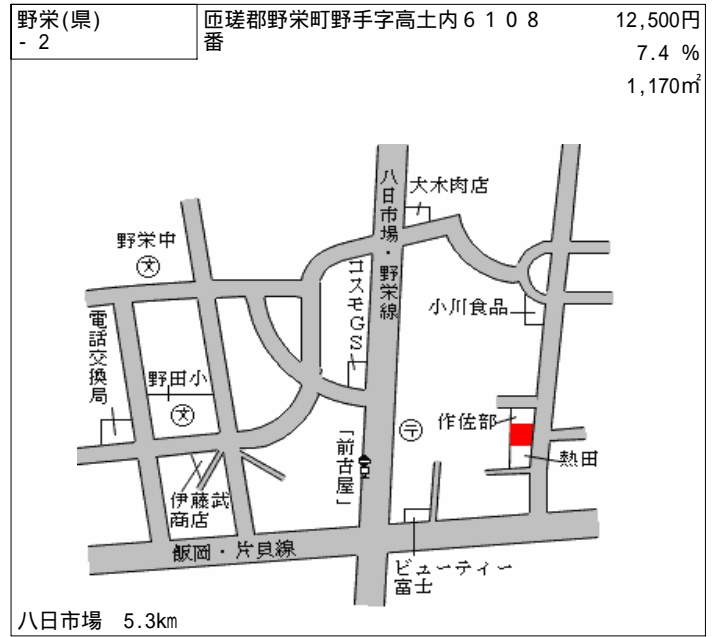 野栄(県)
- 2
匝瑳郡野栄町野手字高土内６１０８
番
12,500円
7.4 %
1,170㎡
八日市場・野栄線
大木肉店
野栄中
文
コスモGS
小川食品
電話交換局
野田小
文
〒
作佐部
「前古屋」
熱田
伊藤武
商店
飯岡・片貝線
ビューティー
富士
八日市場 5.3km